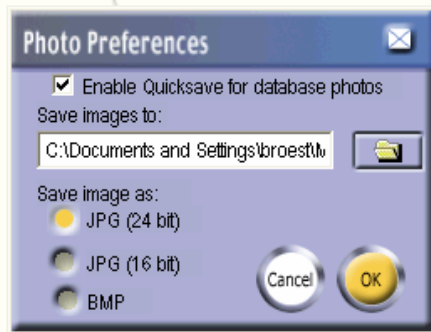 Photo Preferences
Enable Quicksave for database photos
Save images to:
C:\Documents and Settings\broest\
Save image as:
JPG (24 bit)
JPG (16 bit)
BMP
Cancel
OK